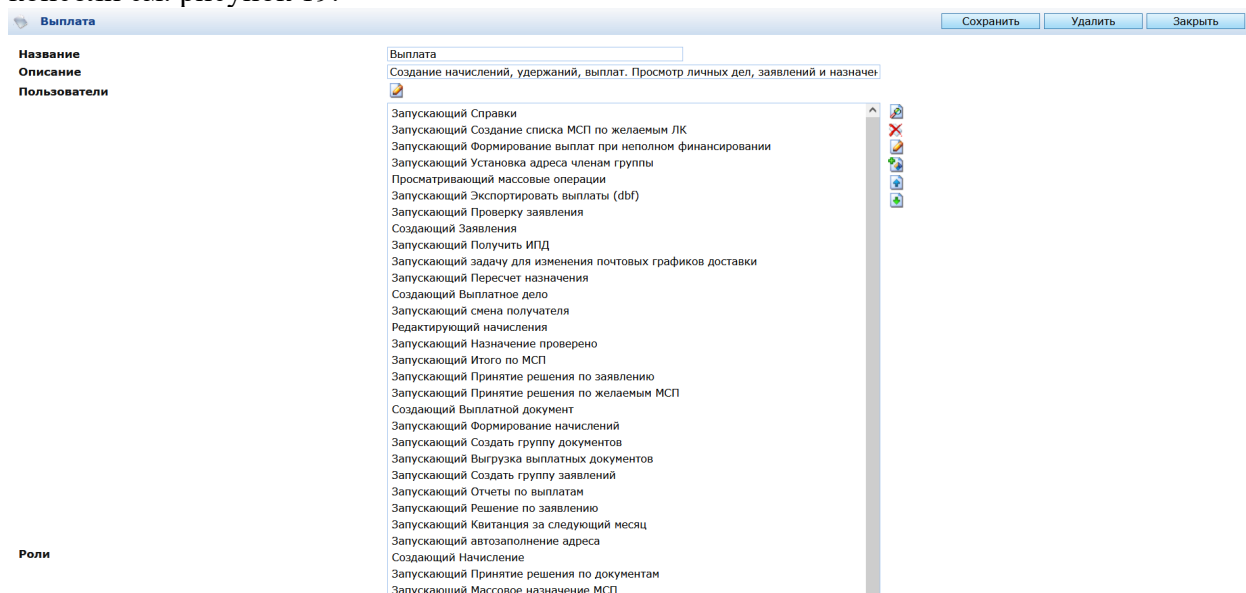 Выплата
Сохранить
Удалить
Закрыть
Название
Выплата
Описание
Создание начислений, удержаний, выплат. Просмотр личных дел, заявлений и назначен
Пользователи
Запускающий Справки
Запускающий Создание списка МСП по желаемым ЛК
Запускающий Формирование выплат при неполном финансировании
Запускающий Установка адреса членам группы
Просматривающий массовые операции
Запускающий Экспортировать выплаты (dbf)
Запускающий Проверку заявления
Создающий Заявления
Запускающий Получить ИПД
Запускающий задачу для изменения почтовых графиков доставки
Запускающий Пересчет назначения
Создающий Выплатное дело
Запускающий смена получателя
Редактирующий начисления
Запускающий Назначение проверено
Запускающий Итого по МСП
Запускающий Принятие решения по заявлению
Запускающий Принятие решения по желаемым МСП
Создающий Выплатной документ
Запускающий Формирование начислений
Запускающий Создать группу документов
Запускающий Выгрузка выплатных документов
Запускающий Создать группу заявлений
Запускающий Отчеты по выплатам
Запускающий Решение по заявлению
Запускающий Квитанция за следующий месяц
Запускающий автозаполнение адреса
Роли
Создающий Начисление
Запускающий Принятие решения по документам
Запускающий Массовое назначение МСП